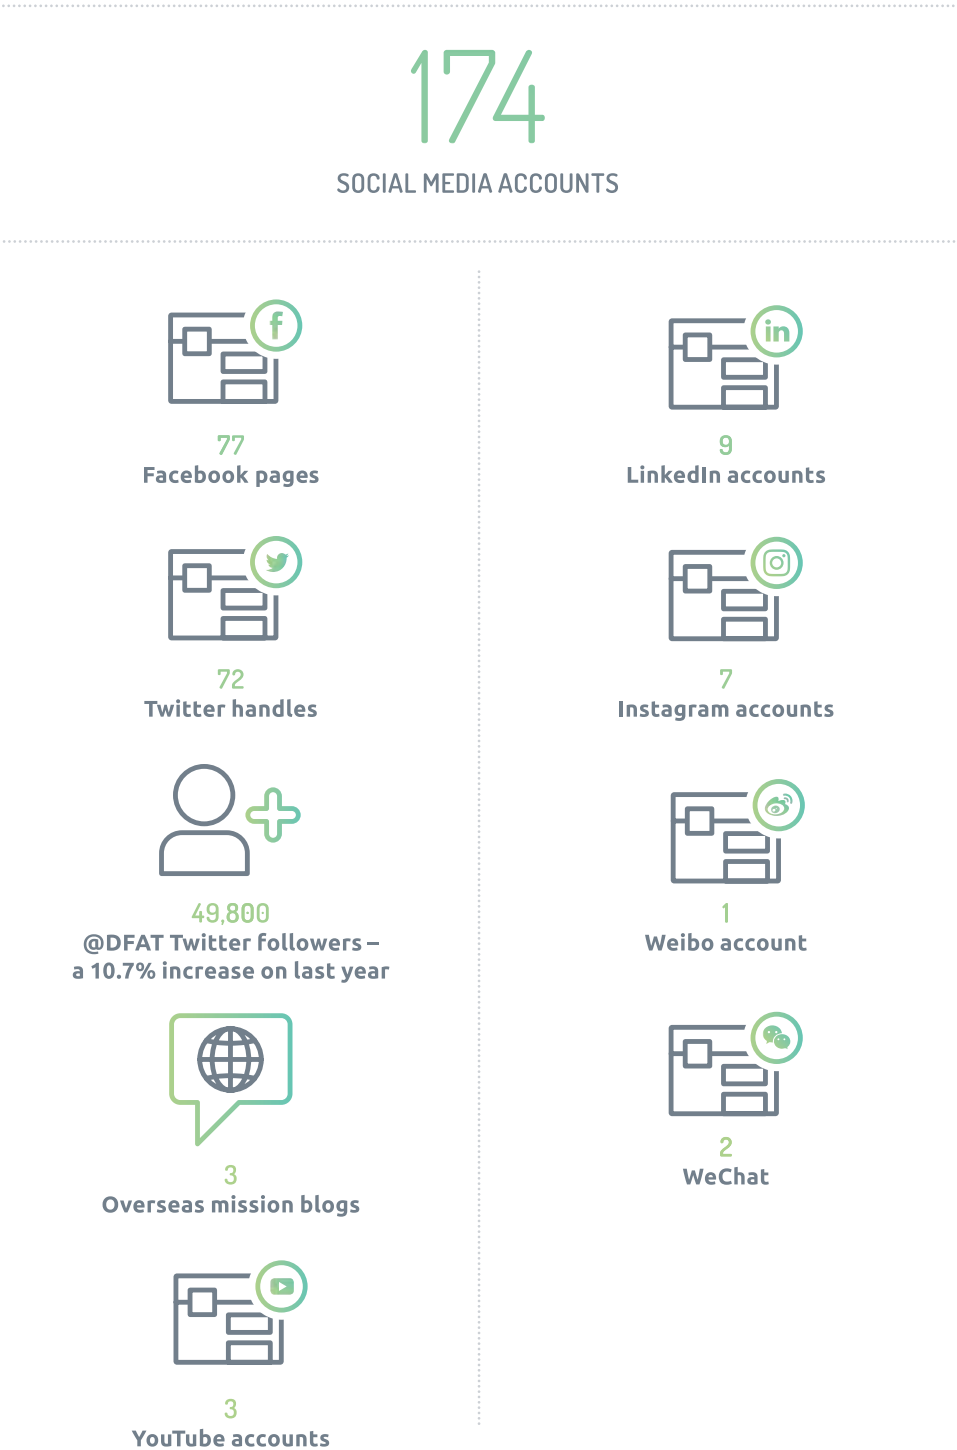 174
SOCIAL MEDIA ACCOUNTS
77
Facebook pages
72
Twitter handles
49,800
@DFAT Twitter followers –
a 10.7% increase on last year
3
Overseas mission blogs
3
YouTube accounts
9
LinkedIn accounts
7
Instagram accounts
1
Weibo account
2
WeChat